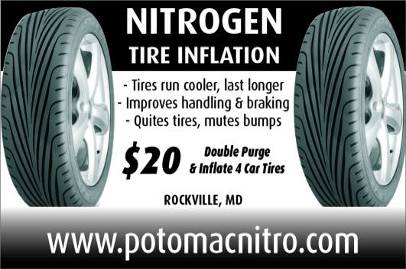 NITROGEN
TIRE INFLATION
- Tires run cooler, last longer
- Improves handling & braking
- Quites tires, mutes bumps
$20 Double Purge
& Inflate 4 Car Tires
ROCKVILLE, MD
www.potomacnitro.com